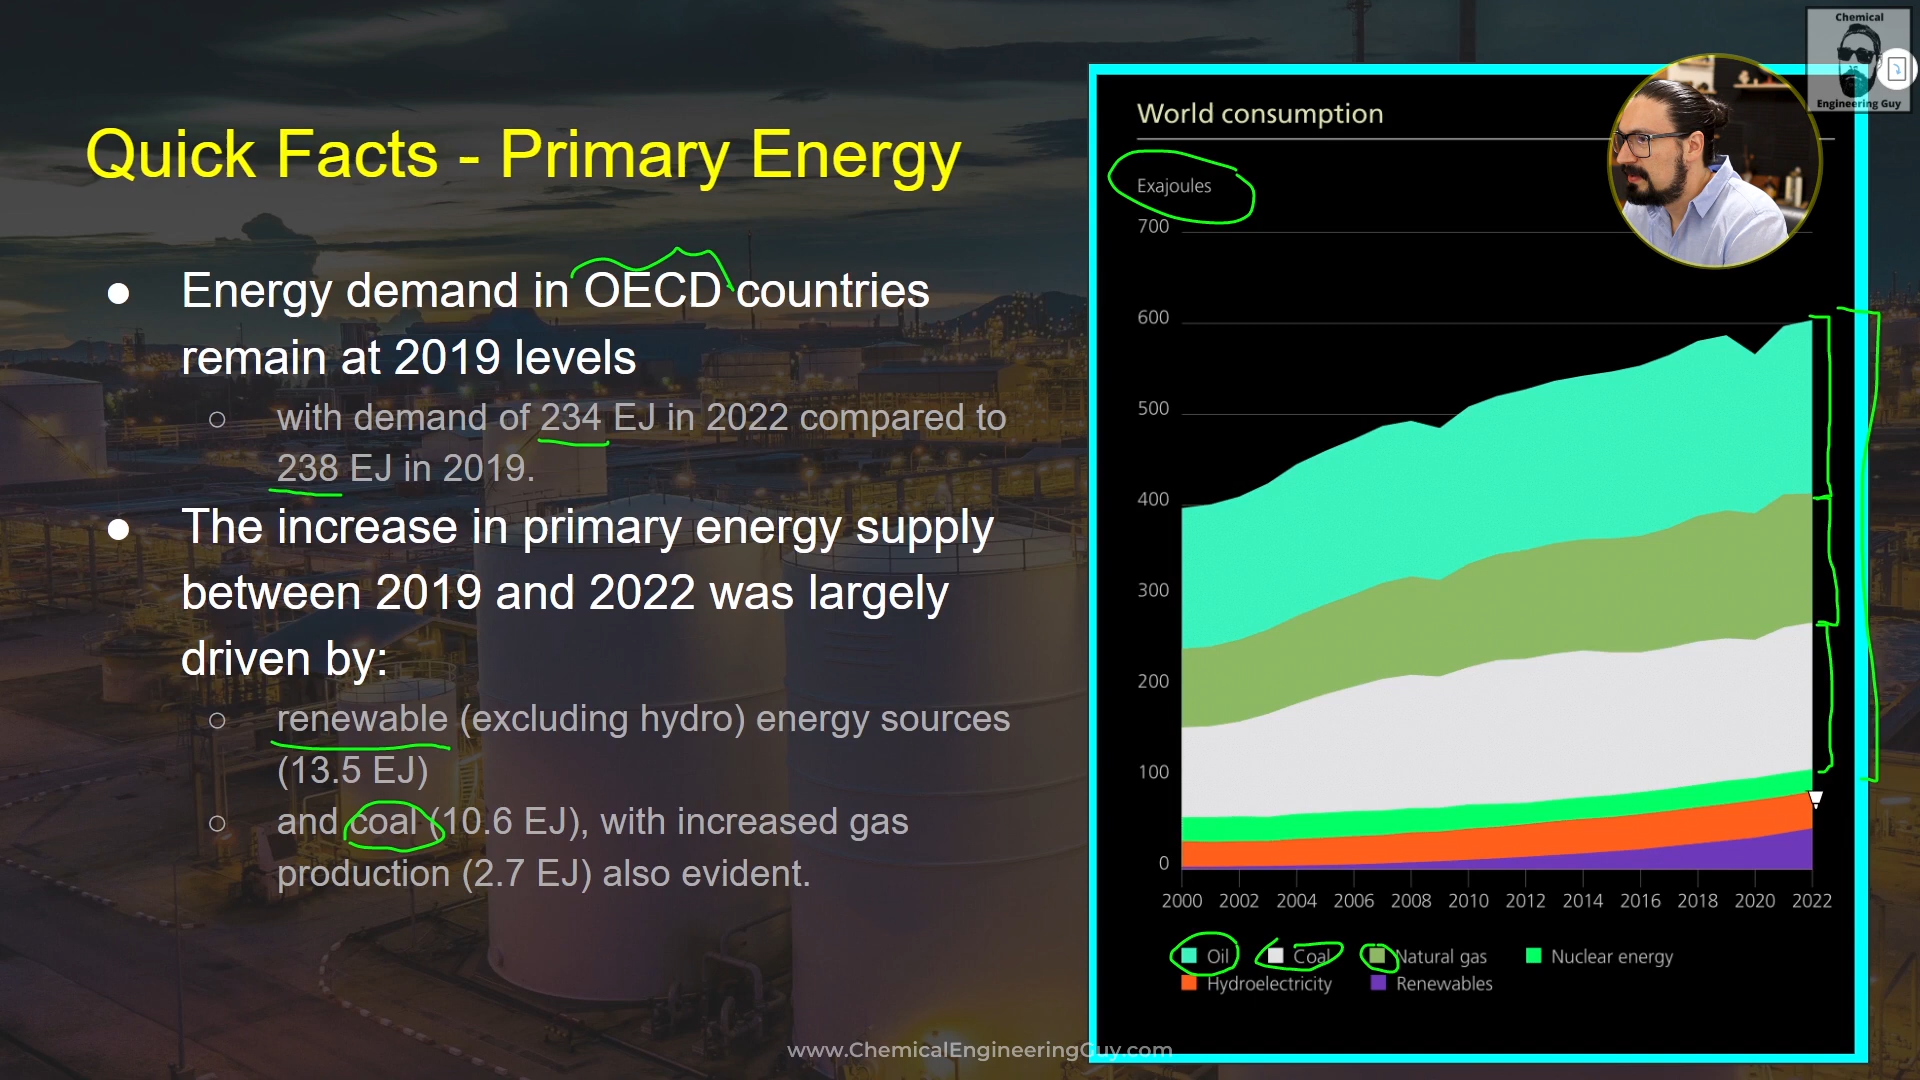 Quick Facts - Primary Energy
● Energy demand in OECD countries
remain at 2019 levels
○ with demand of 234 EJ in 2022 compared to
238 EJ in 2019.
● The increase in primary energy supply
between 2019 and 2022 was largely
driven by:
○ renewable (excluding hydro) energy sources
(13.5 EJ)
○ and coal (10.6 EJ), with increased gas
production (2.7 EJ) also evident.
World consumption
Exajoules
700
600
500
400
300
200
100
0
2000 2002 2004 2006 2008 2010 2012 2014 2016 2018 2020 2022
Oil Coal Natural gas Nuclear energy
Hydroelectricity Renewables
Chemical
Engineering Guy
www.ChemicalEngineeringGuy.com